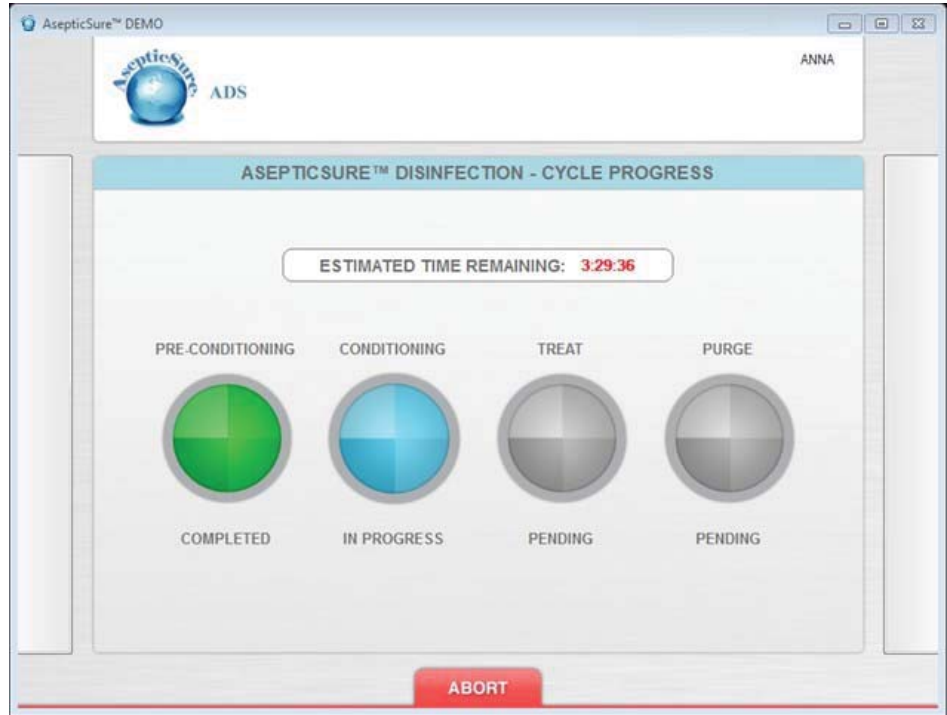 AsepticSure™ DEMO
AsepticSure
ADS
ANNA
ASEPTICSURE™ DISINFECTION - CYCLE PROGRESS
ESTIMATED TIME REMAINING: 3:29:36
PRE-CONDITIONING CONDITIONING TREAT PURGE
COMPLETED IN PROGRESS PENDING PENDING
ABORT